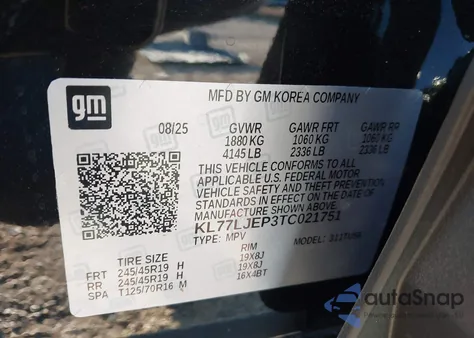 gm
MFD BY GM KOREA COMPANY
08/25 GVWR GAWR FRT GAWR RR
1880 KG 1060 KG 1060 KG
4145 LB 2336 LB 2336 LB
THIS VEHICLE CONFORMS TO ALL
APPLICABLE U.S. FEDERAL MOTOR
VEHICLE SAFETY AND THEFT PREVENTION
STANDARDS IN EFFECT ON THE DATE OF
MANUFACTURE SHOWN ABOVE.
KL77LJEP3TC021751
TYPE: MPV MODEL:
TIRE SIZE RIM
FRT 245/45R19 H 19X8J
RR 245/45R19 H 19X8J
SPA T125/70R16 M 16X4BT
autoSnap